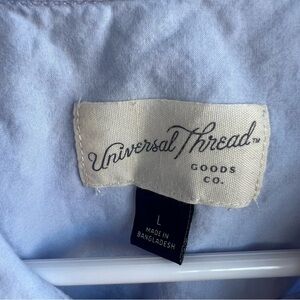 Universal Thread™
GOODS
CO.
L
MADE IN
BANGLADESH